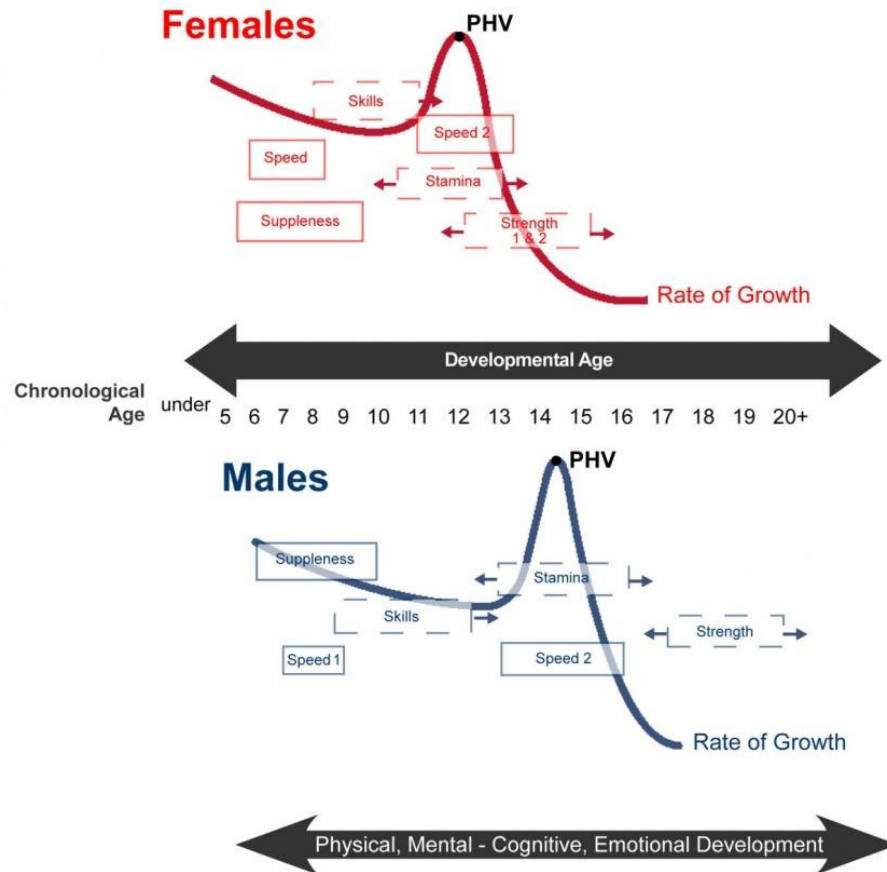 Females
PHV
Skills
Speed 2
Speed
Stamina
Suppleness
Strength
1 & 2
Rate of Growth
Developmental Age
Chronological
Age
under 5 6 7 8 9 10 11 12 13 14 15 16 17 18 19 20+
PHV
Males
Suppleness
Stamina
Skills
Strength
Speed 1
Speed 2
Rate of Growth
Physical, Mental - Cognitive, Emotional Development